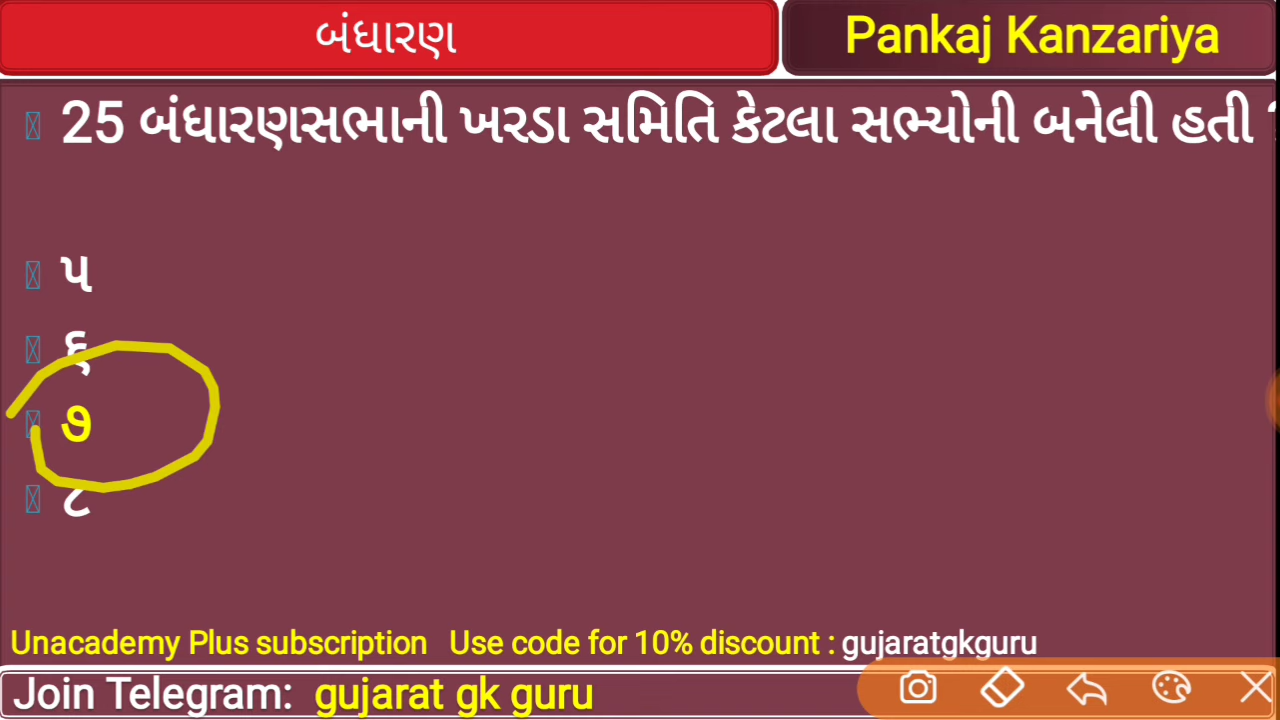 બંધારણ
Pankaj Kanzariya
25 બંધારણસભાની ખરડા સમિતિ કેટલા સભ્યોની બનેલી હતી ?
૫
૬
૭
૮
Unacademy Plus subscription Use code for 10% discount : gujaratgkguru
Join Telegram: gujarat gk guru